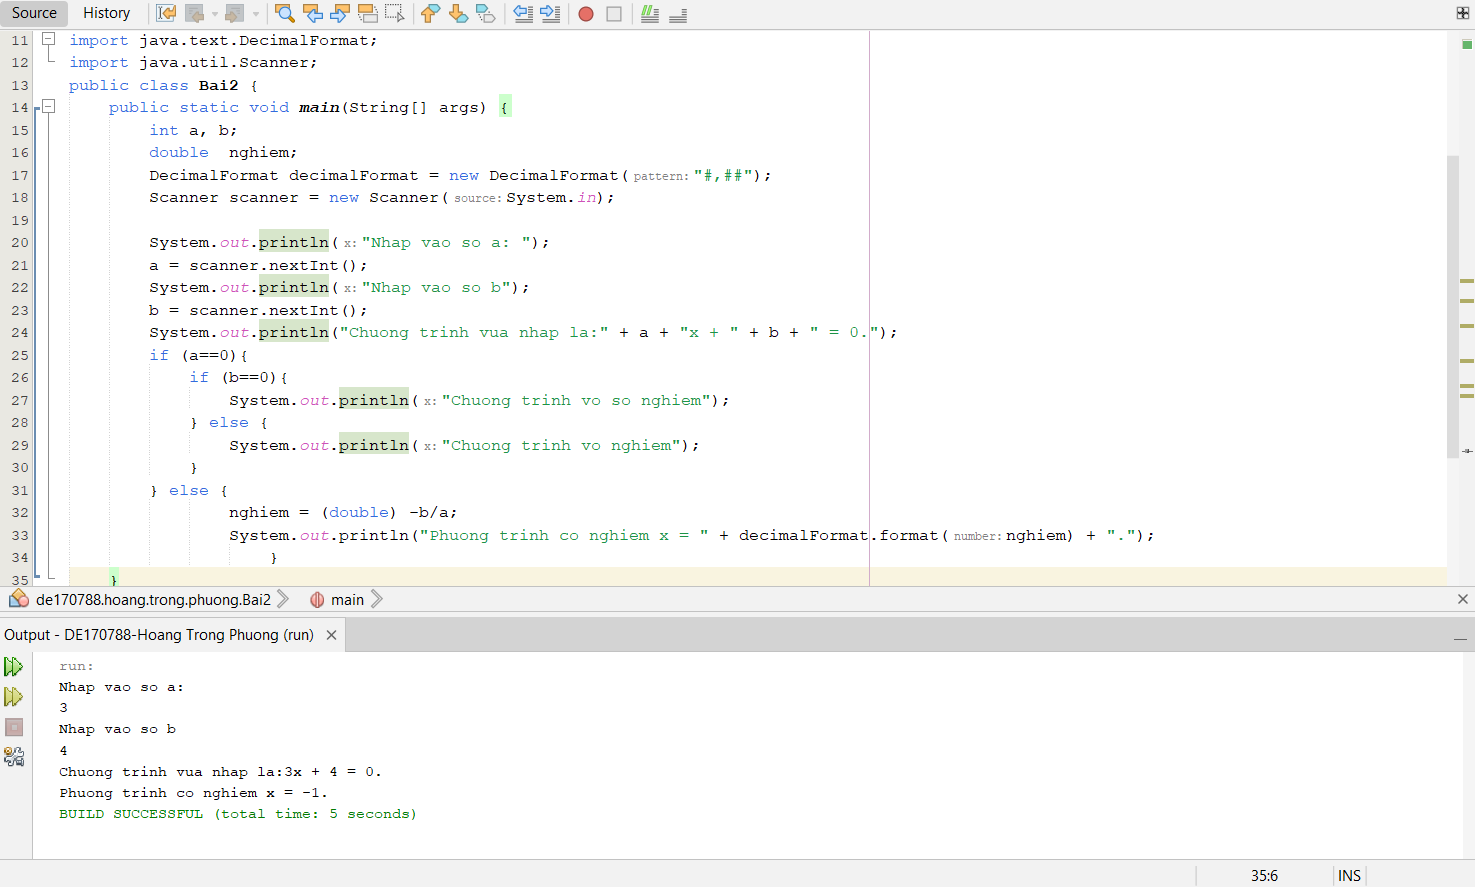 Source History
11 import java.text.DecimalFormat;
12 import java.util.Scanner;
13 public class Bai2 {
14 public static void main(String[] args) {
15 int a, b;
16 double  nghiem;
17 DecimalFormat decimalFormat = new DecimalFormat( pattern: "#,##");
18 Scanner scanner = new Scanner( source: System.in);
19
20 System.out.println( x: "Nhap vao so a: ");
21 a = scanner.nextInt();
22 System.out.println( x: "Nhap vao so b");
23 b = scanner.nextInt();
24 System.out.println("Chuong trinh vua nhap la:" + a + "x + " + b + " = 0.");
25 if (a==0){
26 if (b==0){
27 System.out.println( x: "Chuong trinh vo so nghiem");
28 } else {
29 System.out.println( x: "Chuong trinh vo nghiem");
30 }
31 } else {
32 nghiem = (double) -b/a;
33 System.out.println("Phuong trinh co nghiem x = " + decimalFormat.format( number: nghiem) + ".");
34 }
35 }
de170788.hoang.trong.phuong.Bai2 main
Output - DE170788-Hoang Trong Phuong (run)
run:
Nhap vao so a:
3
Nhap vao so b
4
Chuong trinh vua nhap la:3x + 4 = 0.
Phuong trinh co nghiem x = -1.
BUILD SUCCESSFUL (total time: 5 seconds)
35:6 INS